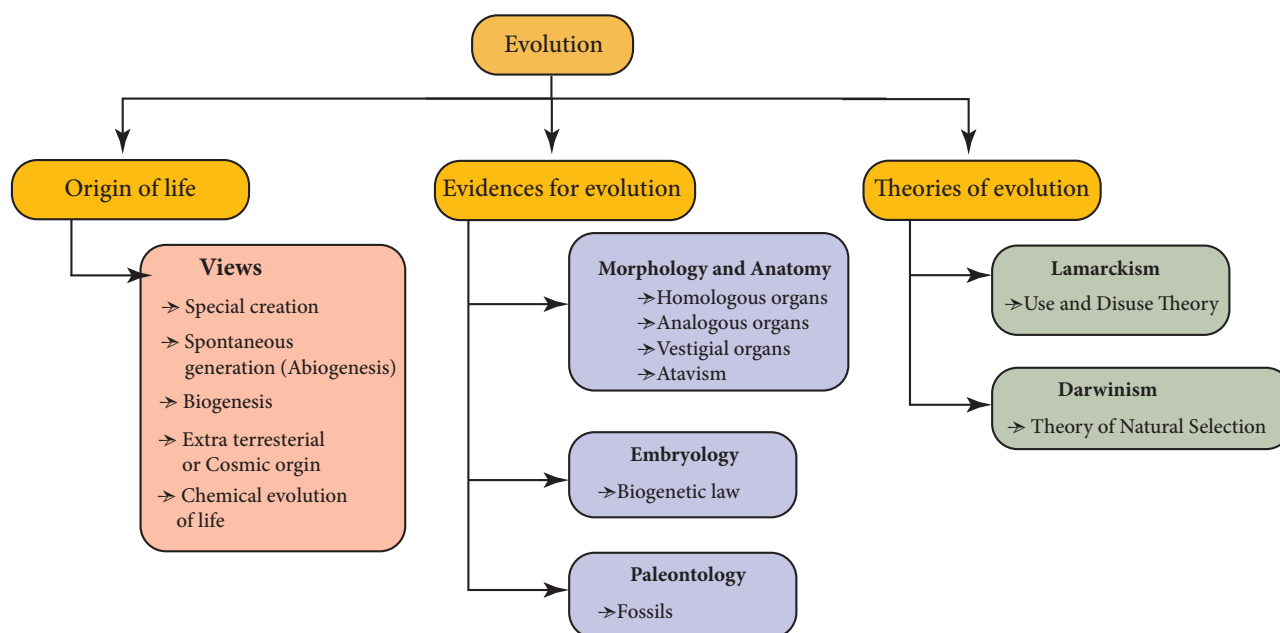 Evolution
Origin of life
Evidences for evolution
Theories of evolution
Views
→ Special creation
→ Spontaneous
generation (Abiogenesis)
→ Biogenesis
→ Extra terresterial
or Cosmic orgin
→ Chemical evolution
of life
Morphology and Anatomy
→ Homologous organs
→ Analogous organs
→ Vestigial organs
→ Atavism
Embryology
→ Biogenetic law
Paleontology
→ Fossils
Lamarckism
→ Use and Disuse Theory
Darwinism
→ Theory of Natural Selection